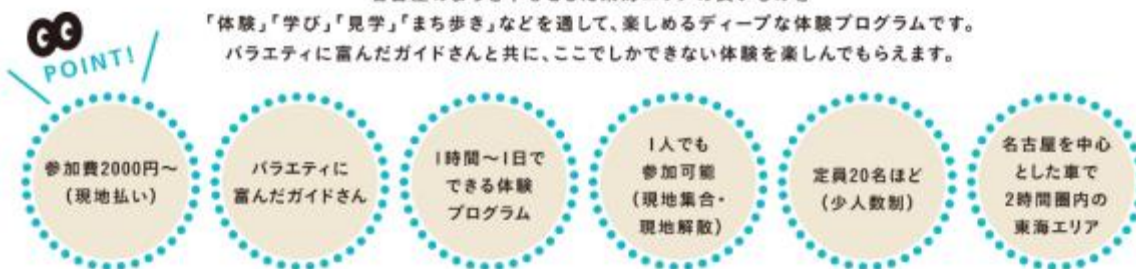 「体験」「学び」「見学」「まち歩き」などを通して、楽しめるディープな体験プログラムです。
バラエティに富んだガイドさんと共に、ここでしかできない体験を楽しんでもらえます。
POINT!
参加費2000円～
(現地払い)
バラエティに
富んだガイドさん
1時間～1日で
できる体験
プログラム
1人でも
参加可能
(現地集合・
現地解散)
定員20名ほど
(少人数制)
名古屋を中心
とした車で
2時間圏内の
東海エリア